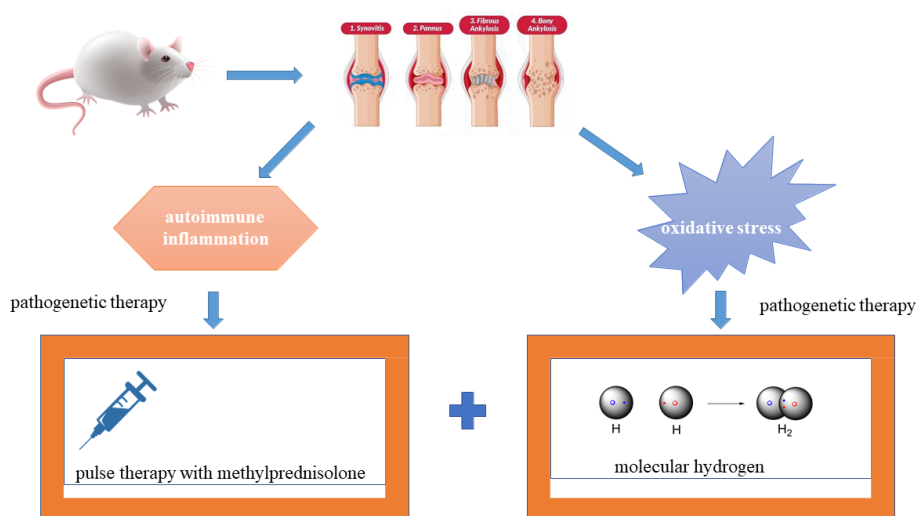 1. Synovitis
2. Pannus
3. Fibrous
Ankylosis
4. Bony
Ankylosis
autoimmune
inflammation
oxidative stress
pathogenetic therapy
pathogenetic therapy
pulse therapy with methylprednisolone
H
H
H₂
molecular hydrogen